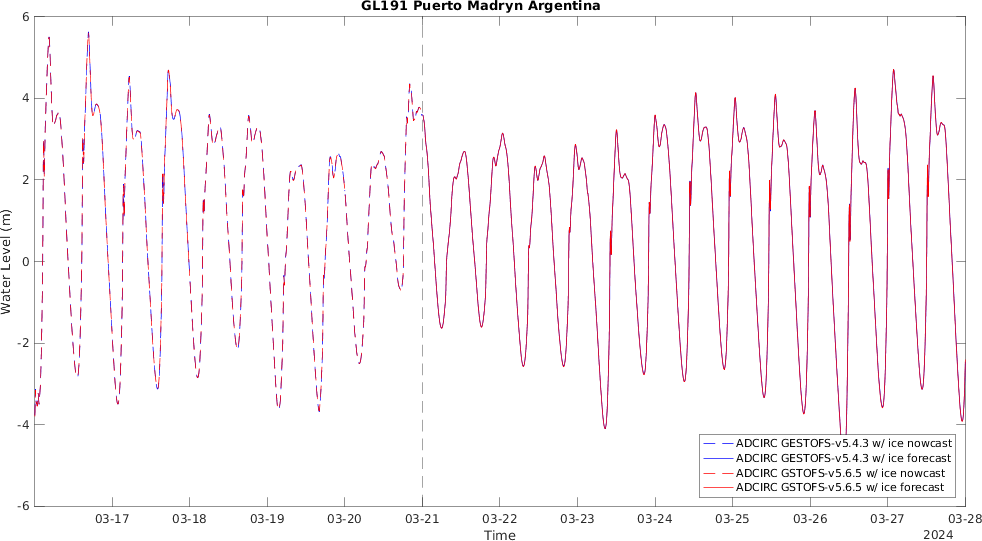 GL191 Puerto Madryn Argentina
6
4
2
0
-2
-4
-6
Water Level (m)
03-17 03-18 03-19 03-20 03-21 03-22 03-23 03-24 03-25 03-26 03-27 03-28
Time
2024
ADCIRC GESTOFS-v5.4.3 w/ ice nowcast
ADCIRC GESTOFS-v5.4.3 w/ ice forecast
ADCIRC GSTOFS-v5.6.5 w/ ice nowcast
ADCIRC GSTOFS-v5.6.5 w/ ice forecast